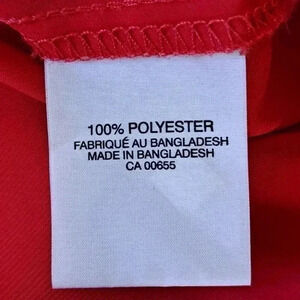 100% POLYESTER
FABRIQUÉ AU BANGLADESH
MADE IN BANGLADESH
CA 00655